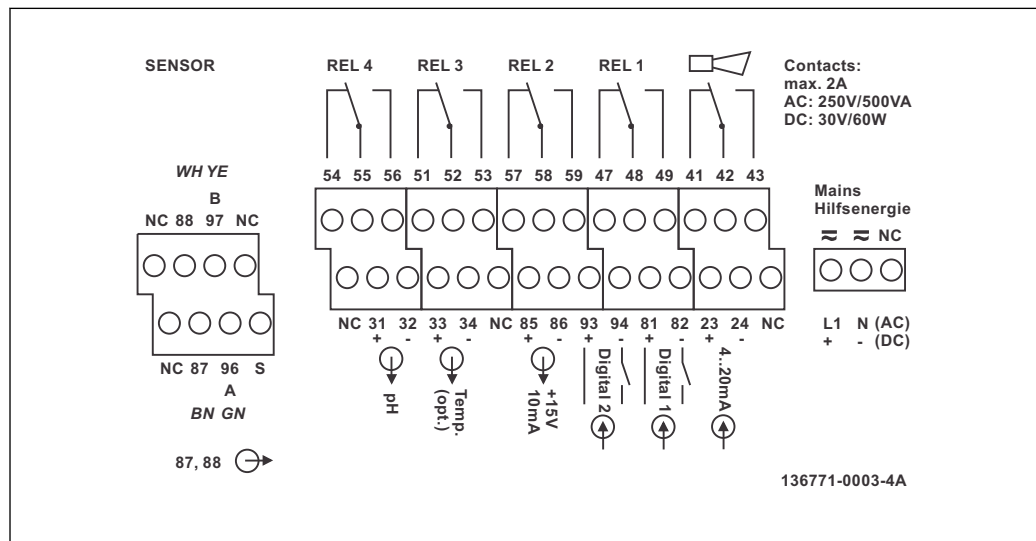 SENSOR
REL 4 REL 3 REL 2 REL 1
Contacts:
max. 2A
AC: 250V/500VA
DC: 30V/60W
54 55 56 51 52 53 57 58 59 47 48 49 41 42 43
WH YE
B
NC 88 97 NC
Mains
Hilfsenergie
≂ ≂ NC
NC 31 32 33 34 NC 85 86 93 94 81 82 23 24 NC
+ - + - + - + - + - + -
pH
Temp.
(opt.)
+15V
10mA
Digital 2
Digital 1
4..20mA
L1 N (AC)
+ - (DC)
NC 87 96 S
A
BN GN
87, 88
136771-0003-4A